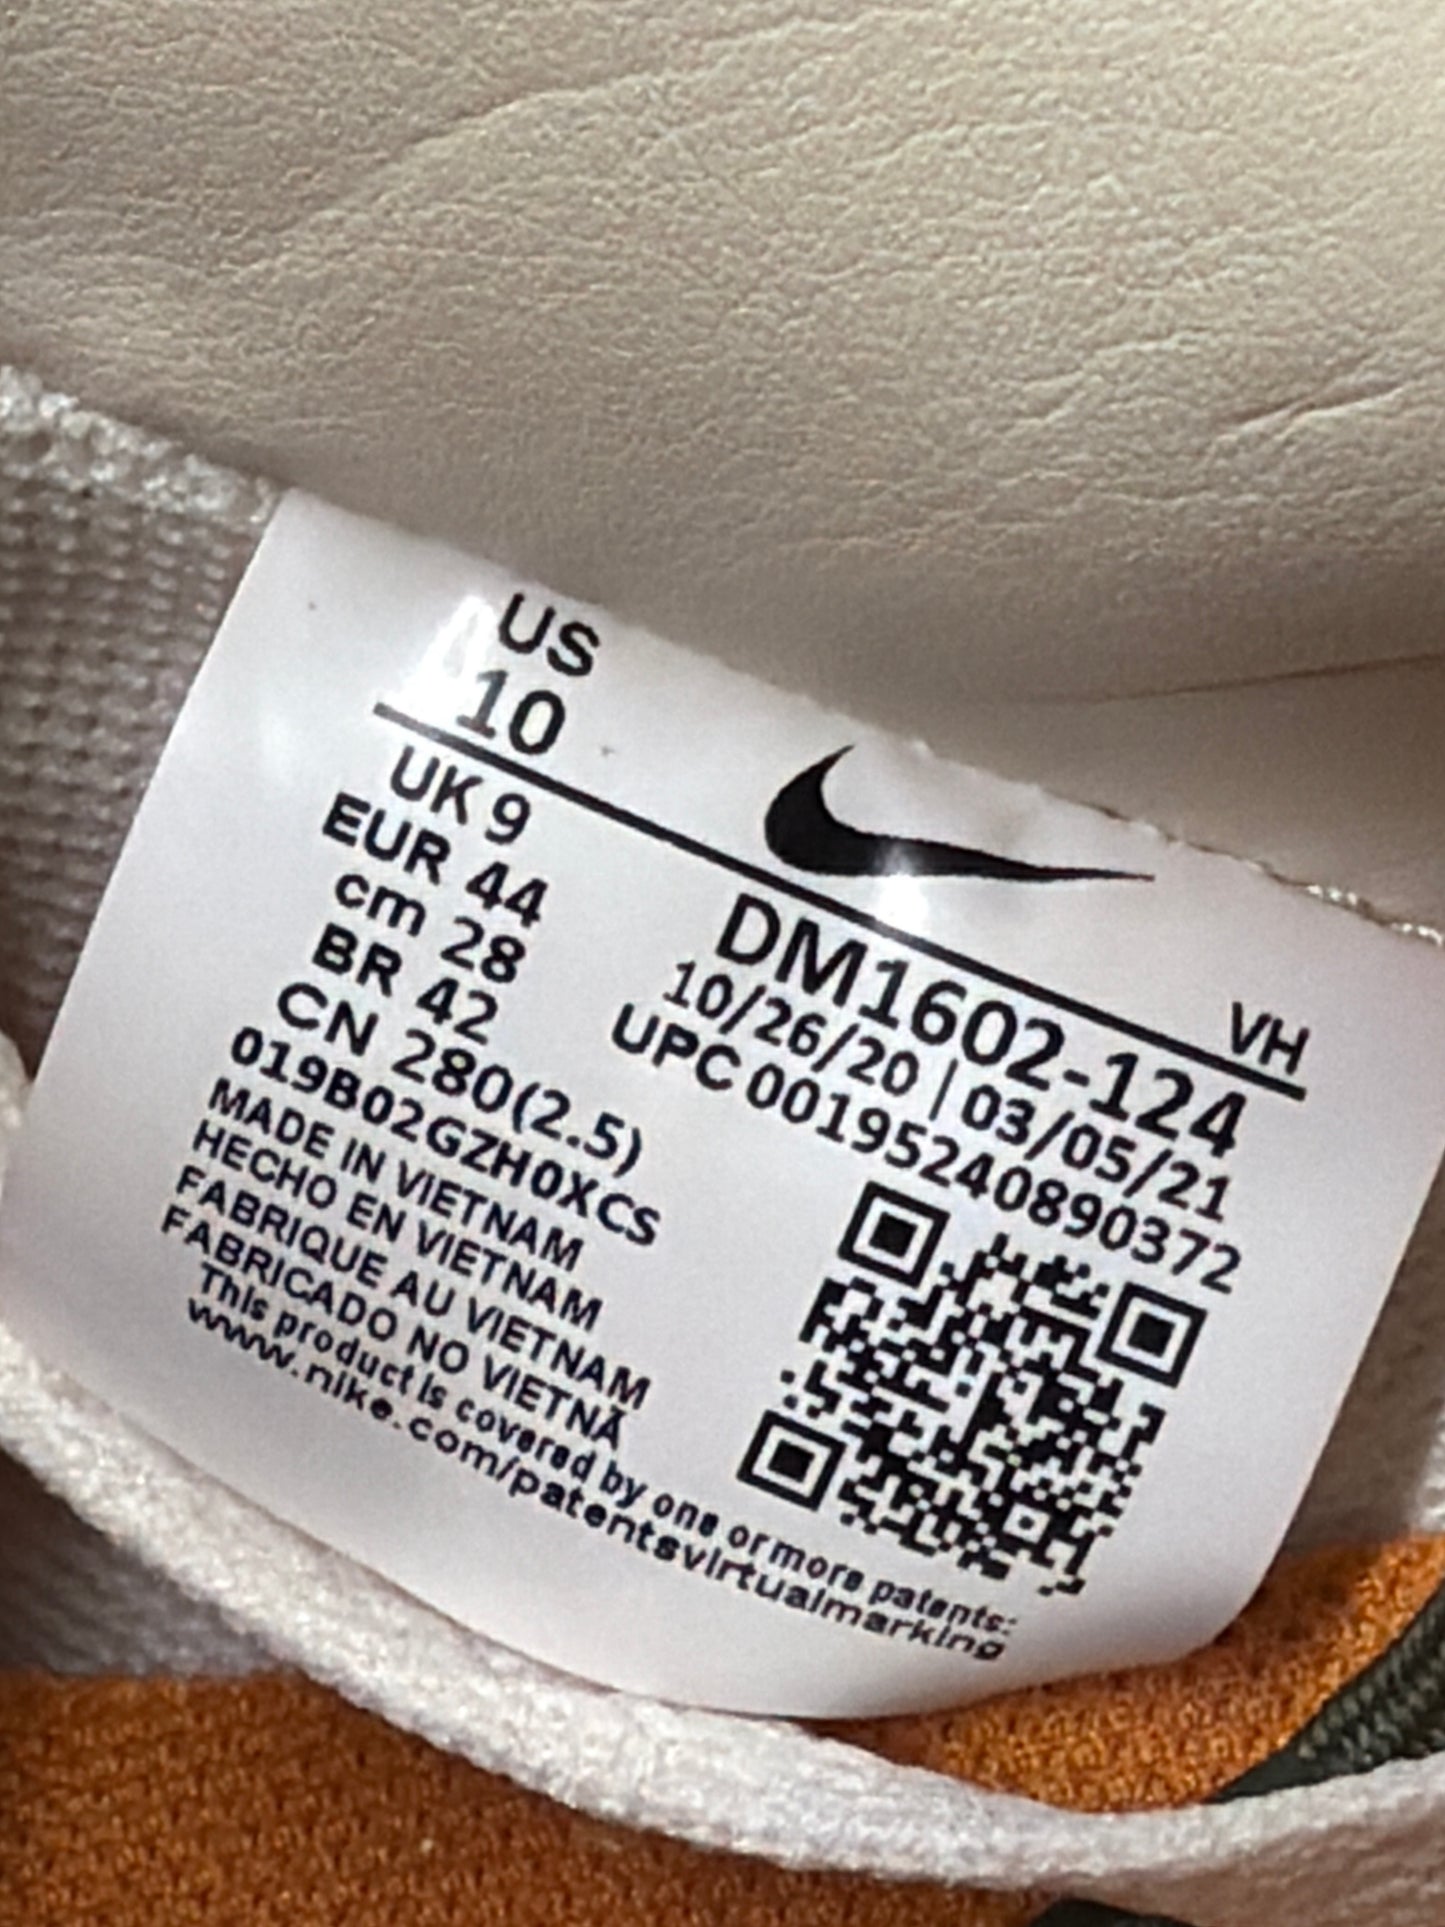 US
10
UK 9
EUR 44
cm 28
BR 42
CN 280(2.5)
019B02GZH0XCS
MADE IN VIETNAM
HECHO EN VIETNAM
FABRIQUE AU VIETNAM
FABRICADO NO VIETNÃ
This product is covered by one or more patents:
www.nike.com/patentsvirtualmarking
VH
DM1602-124
10/26/20 | 03/05/21
UPC 00195240890372